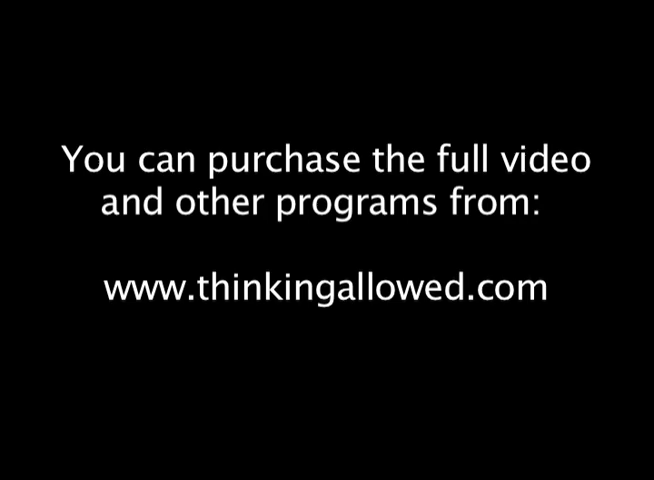 You can purchase the full video
and other programs from:
www.thinkingallowed.com